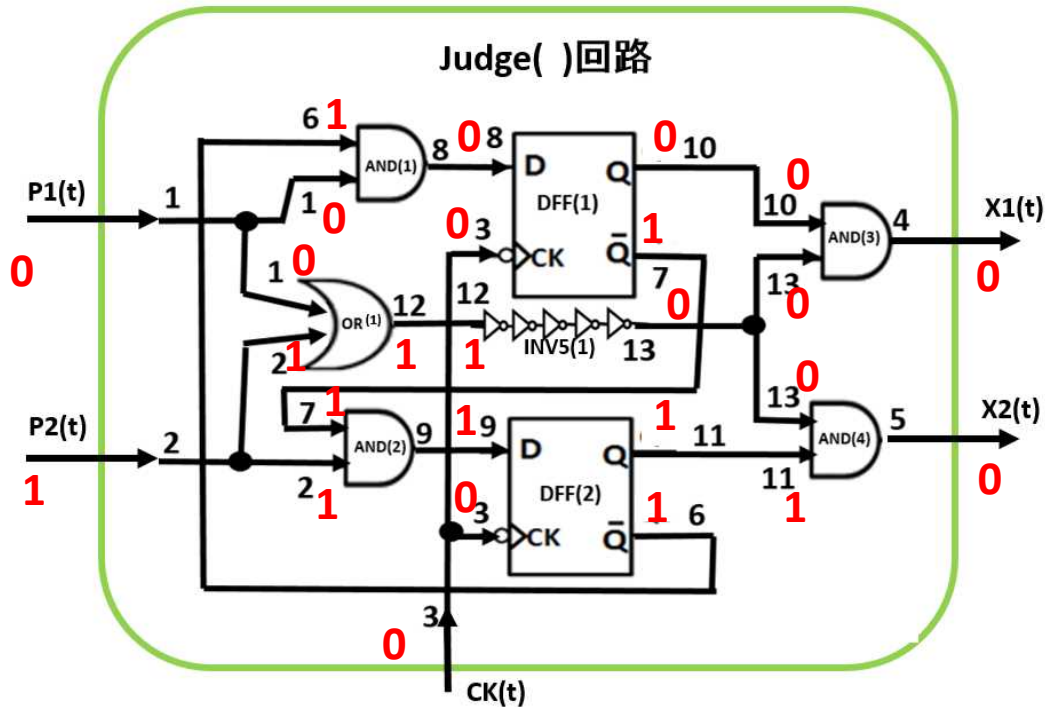 Judge( )回路
6 1
AND(1)
8 0 8
D
Q
0 10
DFF(1)
P1(t)
1
1 0
0
0 3
CK
Q̅
1
7
0
10
AND(3)
4
X1(t)
0
0
1
OR(1)
12
12
1
1
2 1
INV5(1)
0
13
13 0
0
13
7 1
AND(2)
9 1 9
D
Q
1
11
DFF(2)
P2(t)
2
1
2 1
0
3
CK
Q̅
1 6
11
1
AND(4)
5
X2(t)
0
3
0
CK(t)